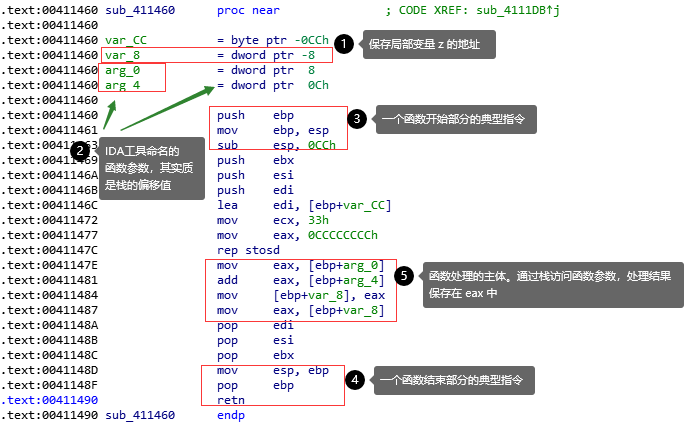 .text:00411460 sub_411460 proc near ; CODE XREF: sub_4111DB↑j
.text:00411460
.text:00411460 var_CC = byte ptr -0CCh
.text:00411460 var_8 = dword ptr -8
1 保存局部变量 z 的地址
.text:00411460 arg_0 = dword ptr 8
.text:00411460 arg_4 = dword ptr 0Ch
.text:00411460
.text:00411460 push ebp
.text:00411461 mov ebp, esp
3 一个函数开始部分的典型指令
.text:00411463 sub esp, 0CCh
2 IDA工具命名的
函数参数，其实质
是栈的偏移值
.text:00411469 push ebx
.text:0041146A push esi
.text:0041146B push edi
.text:0041146C lea edi, [ebp+var_CC]
.text:00411472 mov ecx, 33h
.text:00411477 mov eax, 0CCCCCCCCh
.text:0041147C rep stosd
.text:0041147E mov eax, [ebp+arg_0]
.text:00411481 add eax, [ebp+arg_4]
5 函数处理的主体。通过栈访问函数参数，处理结果
保存在 eax 中
.text:00411484 mov [ebp+var_8], eax
.text:00411487 mov eax, [ebp+var_8]
.text:0041148A pop edi
.text:0041148B pop esi
.text:0041148C pop ebx
.text:0041148D mov esp, ebp
.text:0041148F pop ebp
4 一个函数结束部分的典型指令
.text:00411490 retn
.text:00411490 sub_411460 endp